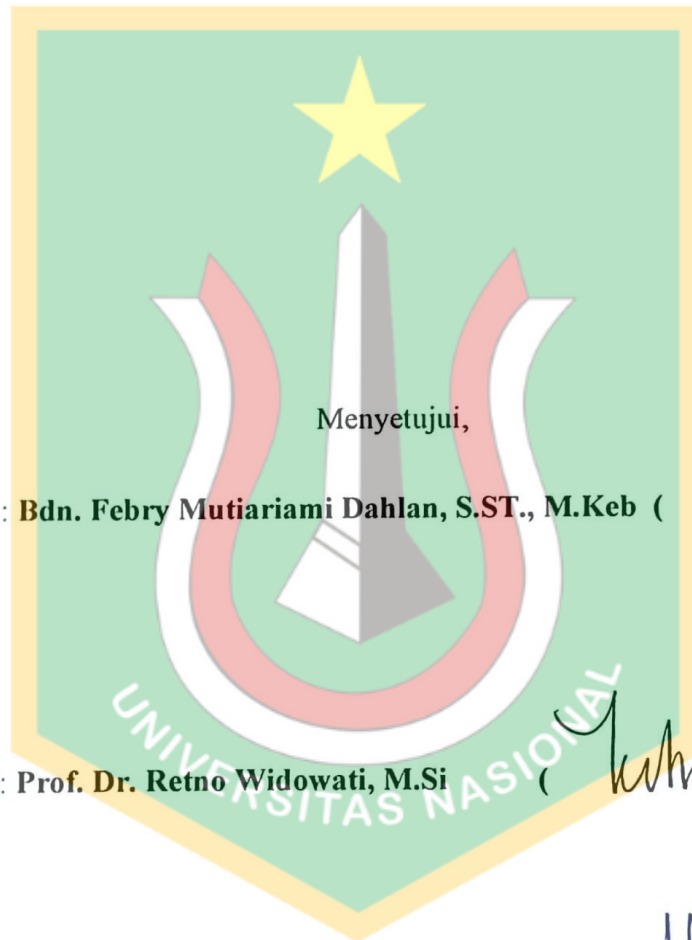 Menyetujui,
: Bdn. Febry Mutiariami Dahlan, S.ST., M.Keb (
: Prof. Dr. Retno Widowati, M.Si (
UNIVERSITAS NASIONAL